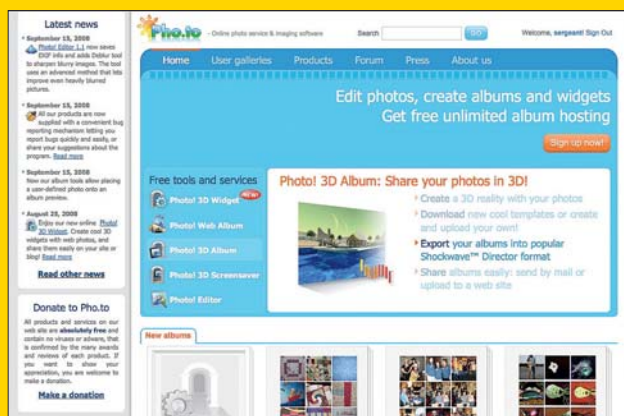 Latest news
September 15, 2008
Photo! Editor 1.1 now saves
EXIF info and adds Deblur tool
to sharpen blurry images. The tool
uses an advanced method that lets
improve even heavily blurred
pictures.
September 15, 2008
All our products are now
supplied with a convenient bug
reporting mechanism letting you
report bugs quickly and easily, or
share your suggestions about the
program. Read more
September 15, 2008
Now our album tools allow placing
a user-defined photo onto an
album preview.
August 25, 2008
Enjoy our new online Photo!
3D Widget. Create cool 3D
widgets with web photos, and
share them easily on your site or
blog! Read more
Read other news
Donate to Pho.to
All products and services on our
web site are absolutely free and
contain no viruses or adware, that
is confirmed by the many awards
and reviews of each product. If
you want to show your
appreciation, you are welcome to
make a donation.
Make a donation
Pho.to - Online photo service & imaging software Search GO Welcome, sergeant! Sign Out
Home User galleries Products Forum Press About us
Edit photos, create albums and widgets
Get free unlimited album hosting
Sign up now!
Free tools and services
Photo! 3D Widget NEW
Photo! Web Album
Photo! 3D Album
Photo! 3D Screensaver
Photo! Editor
Photo! 3D Album: Share your photos in 3D!
Create a 3D reality with your photos
Download new cool templates or create
and upload your own!
Export your albums into popular
Shockwave™ Director format
Share albums easily: send by mail or
upload to a web site
New albums